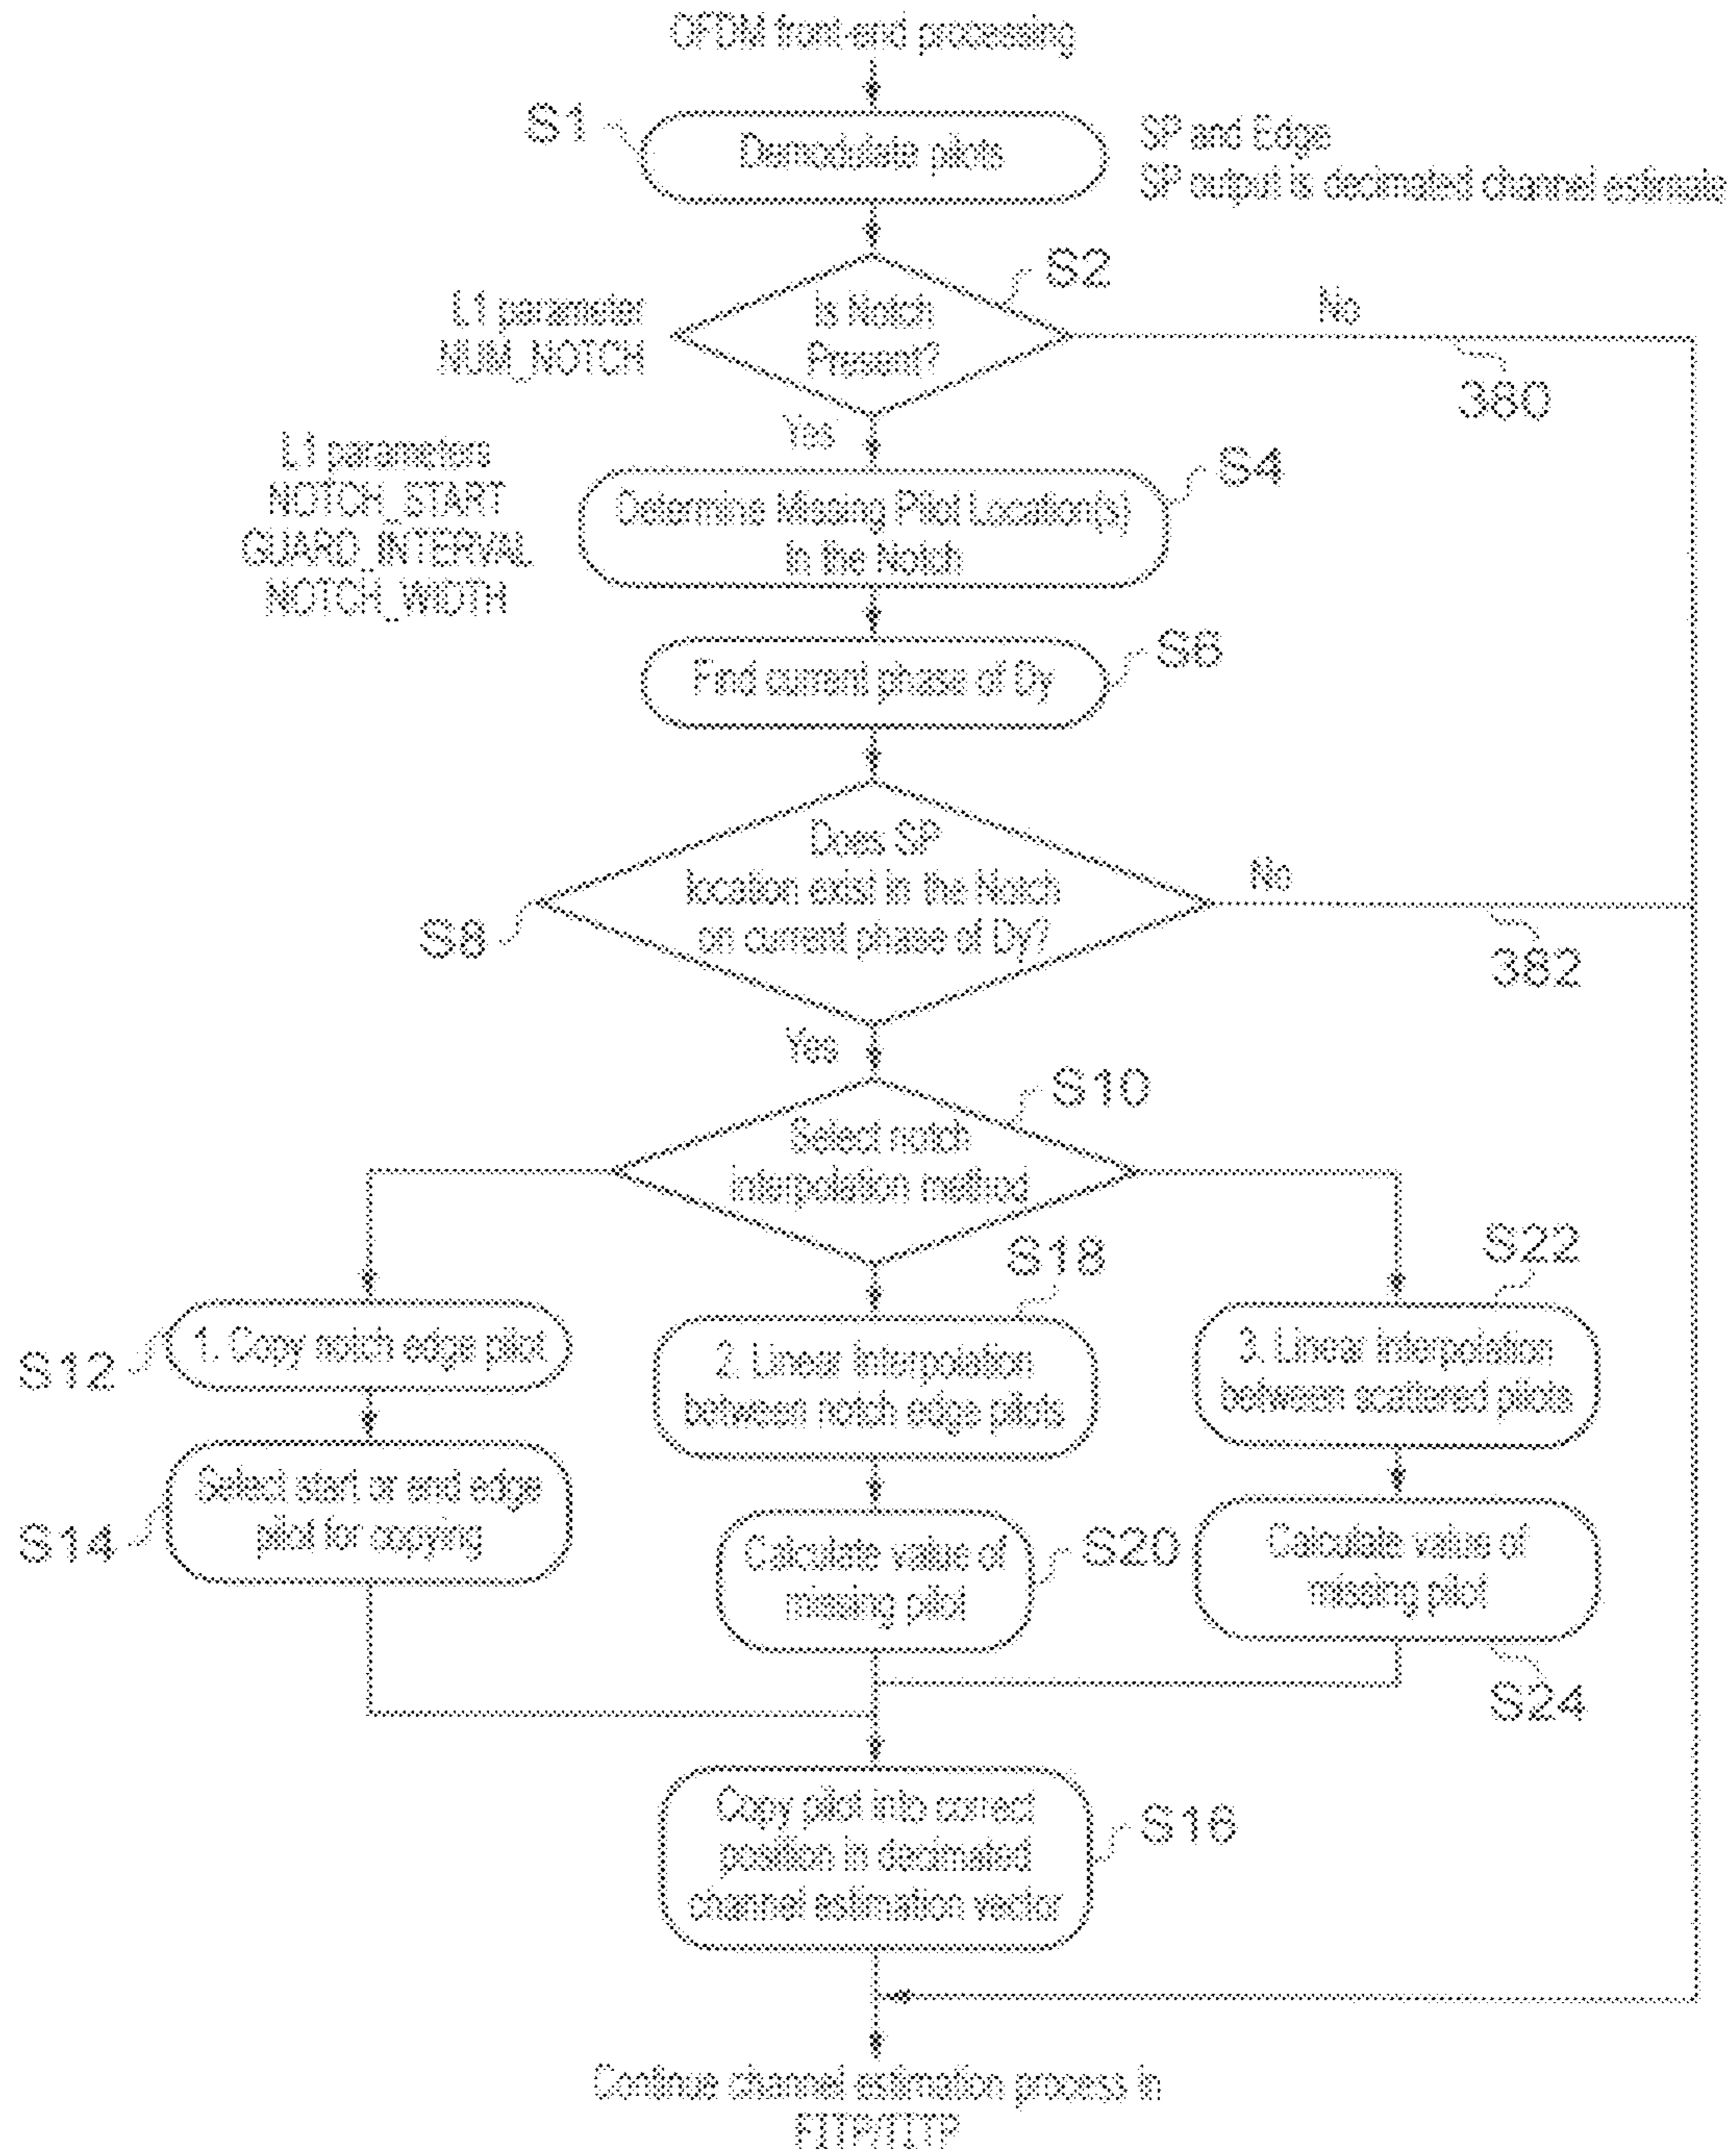 OFDM front-end processing
S1
Demodulate pilots
SP and Edge
SP output is decimated channel estimate
S2
L1 parameter
NUM_NOTCH
Is Notch
Present?
No
380
Yes
L1 parameters
NOTCH_START
GUARD_INTERVAL
NOTCH_WIDTH
S4
Determine Missing Pilot Location(s)
in the Notch
S6
Find current phase of Dy
Does SP
location exist in the Notch
on current phase of Dy?
No
S8
382
Yes
S10
Select notch
interpolation method
S18
S22
S12
1. Copy notch edge pilot
2. Linear interpolation
between notch edge pilots
3. Linear interpolation
between scattered pilots
S14
Select start or end edge
pilot for copying
Calculate value of
missing pilot
S20
Calculate value of
missing pilot
S24
Copy pilot into correct
position in decimated
channel estimation vector
S16
Continue channel estimation process in
FITP/TITP